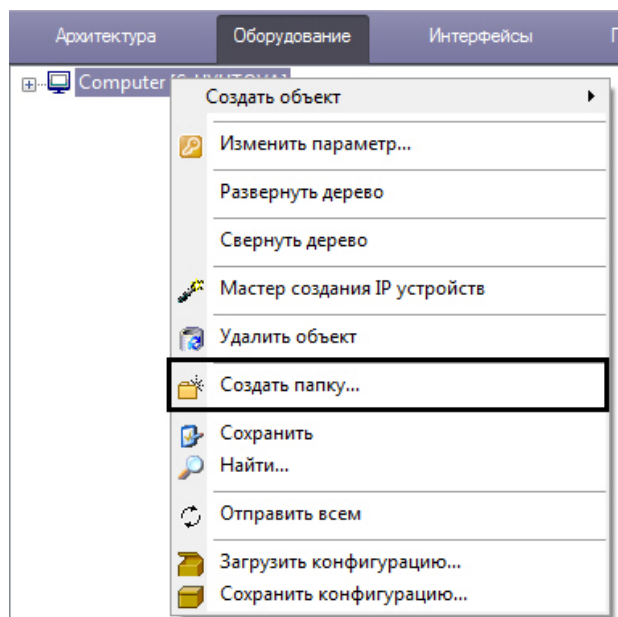 Архитектура Оборудование Интерфейсы
Computer
Создать объект
Изменить параметр...
Развернуть дерево
Свернуть дерево
Мастер создания IP устройств
Удалить объект
Создать папку...
Сохранить
Найти...
Отправить всем
Загрузить конфигурацию...
Сохранить конфигурацию...